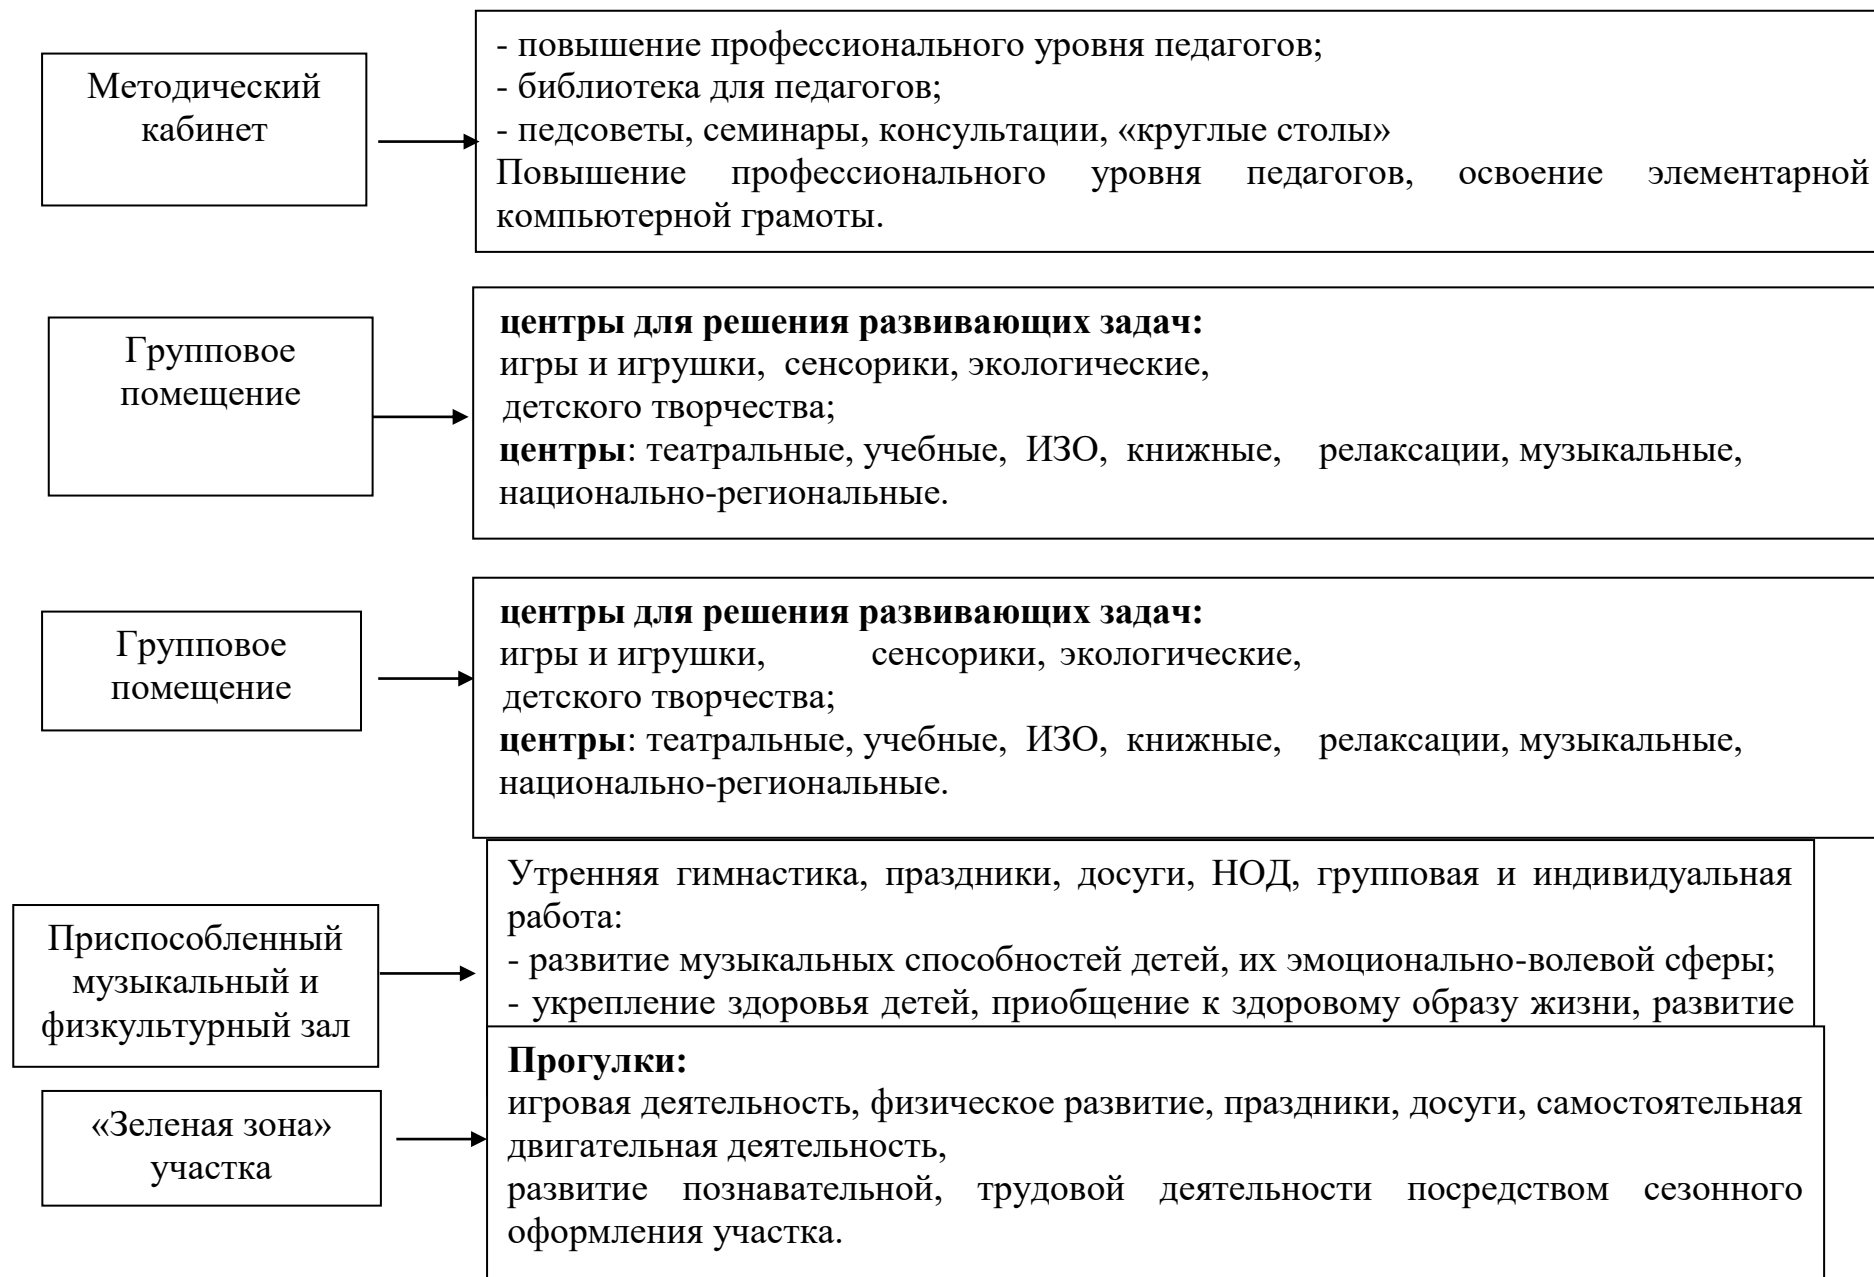 Методический
кабинет
- повышение профессионального уровня педагогов;
- библиотека для педагогов;
- педсоветы, семинары, консультации, «круглые столы»
Повышение профессионального уровня педагогов, освоение элементарной
компьютерной грамоты.
Групповое
помещение
центры для решения развивающих задач:
игры и игрушки, сенсорики, экологические,
детского творчества;
центры: театральные, учебные, ИЗО, книжные, релаксации, музыкальные,
национально-региональные.
Групповое
помещение
центры для решения развивающих задач:
игры и игрушки, сенсорики, экологические,
детского творчества;
центры: театральные, учебные, ИЗО, книжные, релаксации, музыкальные,
национально-региональные.
Приспособленный
музыкальный и
физкультурный зал
Утренняя гимнастика, праздники, досуги, НОД, групповая и индивидуальная
работа:
- развитие музыкальных способностей детей, их эмоционально-волевой сферы;
- укрепление здоровья детей, приобщение к здоровому образу жизни, развитие
«Зеленая зона»
участка
Прогулки:
игровая деятельность, физическое развитие, праздники, досуги, самостоятельная
двигательная деятельность,
развитие познавательной, трудовой деятельности посредством сезонного
оформления участка.